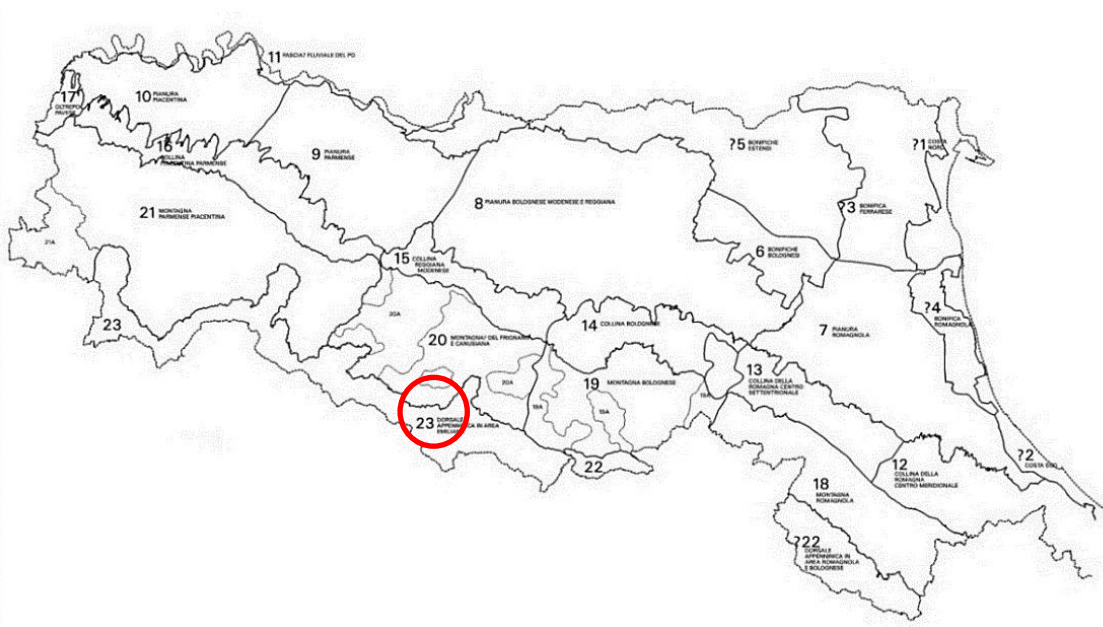 11 FASCIA? FLUVIALE DEL PO
17 OLTREPO
PAVESE
10 PIANURA
PIACENTINA
16
COLLINA
PIACENTINA PARMENSE
9 PIANURA
PARMENSE
?5 BONIFICHE
ESTENSI
?1 COSTA
NORD
21 MONTAGNA
PARMENSE PIACENTINA
8 PIANURA BOLOGNESE MODENESE E REGGIANA
?3 BONIFICA
FERRARESE
21A
15 COLLINA
REGGIANA
MODENESE
6 BONIFICHE
BOLOGNESI
20A
23
14 COLLINA BOLOGNESE
7 PIANURA
ROMAGNOLA
?4
BONIFICA
ROMAGNOLA
20 MONTAGNA? DEL FRIGNANO
E CANUSIANA
20A
19 MONTAGNA BOLOGNESE
19A
19A
19A
13
COLLINA DELLA
ROMAGNA CENTRO
SETTENTRIONALE
23 DORSALE
APPENNINICA IN AREA
EMILIANA
22
12
COLLINA DELLA
ROMAGNA
CENTRO MERIDIONALE
?2
COSTA SUD
18
MONTAGNA
ROMAGNOLA
?22
DORSALE
APPENNINICA IN
AREA ROMAGNOLA
E BOLOGNESE